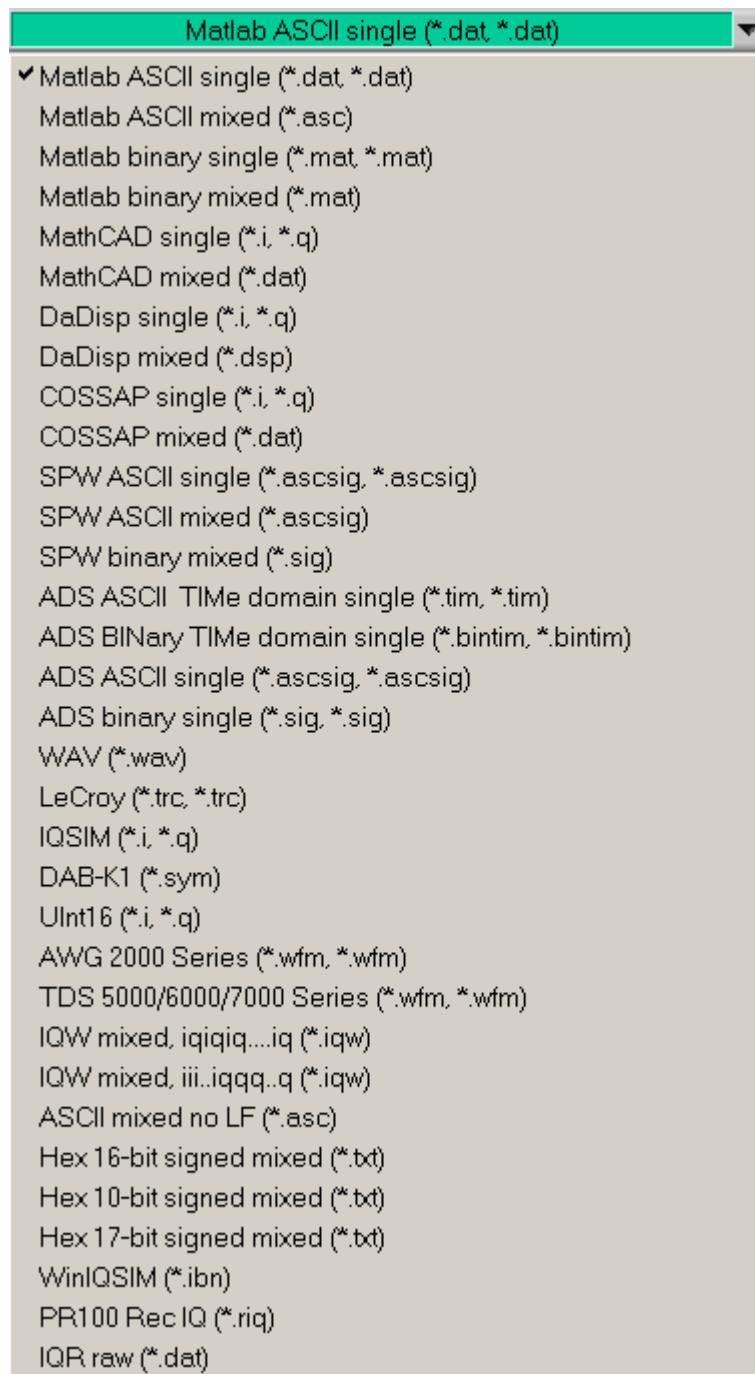 Matlab ASCII single (*.dat, *.dat)
Matlab ASCII single (*.dat, *.dat)
Matlab ASCII mixed (*.asc)
Matlab binary single (*.mat, *.mat)
Matlab binary mixed (*.mat)
MathCAD single (*.i, *.q)
MathCAD mixed (*.dat)
DaDisp single (*.i, *.q)
DaDisp mixed (*.dsp)
COSSAP single (*.i, *.q)
COSSAP mixed (*.dat)
SPW ASCII single (*.ascsig, *.ascsig)
SPW ASCII mixed (*.ascsig)
SPW binary mixed (*.sig)
ADS ASCII  TIMe domain single (*.tim, *.tim)
ADS BINary TIMe domain single (*.bintim, *.bintim)
ADS ASCII single (*.ascsig, *.ascsig)
ADS binary single (*.sig, *.sig)
WAV (*.wav)
LeCroy (*.trc, *.trc)
IQSIM (*.i, *.q)
DAB-K1 (*.sym)
UInt16 (*.i, *.q)
AWG 2000 Series (*.wfm, *.wfm)
TDS 5000/6000/7000 Series (*.wfm, *.wfm)
IQW mixed, iqiqiq....iq (*.iqw)
IQW mixed, iii..iqqq..q (*.iqw)
ASCII mixed no LF (*.asc)
Hex 16-bit signed mixed (*.txt)
Hex 10-bit signed mixed (*.txt)
Hex 17-bit signed mixed (*.txt)
WinIQSIM (*.ibn)
PR100 Rec IQ (*.riq)
IQR raw (*.dat)